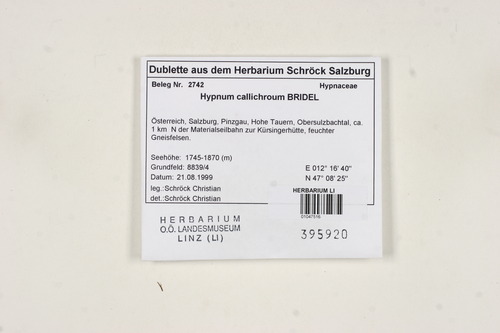 Dublette aus dem Herbarium Schröck Salzburg
Beleg Nr. 2742 Hypnaceae
Hypnum callichroum BRIDEL
Österreich, Salzburg, Pinzgau, Hohe Tauern, Obersulzbachtal, ca.
1 km N der Materialseilbahn zur Kürsingerhütte, feuchter
Gneisfelsen.
Seehöhe: 1745-1870 (m)
Grundfeld: 8839/4 E 012° 16' 40"
Datum: 21.08.1999 N 47° 08' 25"
leg.:Schröck Christian
det.:Schröck Christian
HERBARIUM LI
01047516
HERBARIUM
O.Ö. LANDESMUSEUM
LINZ (LI)
395920